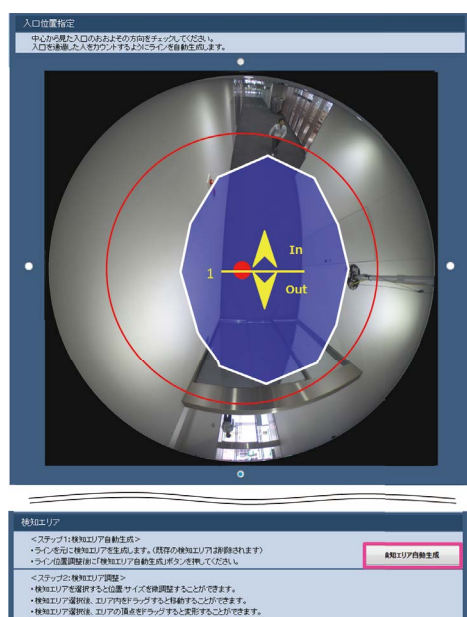 入口位置指定
中心から見た入口のおおよその方向をチェックしてください。
入口を通過した人をカウントするようにラインを自動生成します。
In
1
Out
検知エリア
<ステップ1:検知エリア自動生成>
・ラインを元に検知エリアを生成します。(既存の検知エリアは削除されます)
・ライン位置調整後に「検知エリア自動生成」ボタンを押してください。
検知エリア自動生成
<ステップ2:検知エリア調整>
・検知エリアを選択すると位置・サイズを微調整することができます。
・検知エリア選択後、エリア内をドラッグすると移動することができます。
・検知エリア選択後、エリアの頂点をドラッグすると変形することができます。